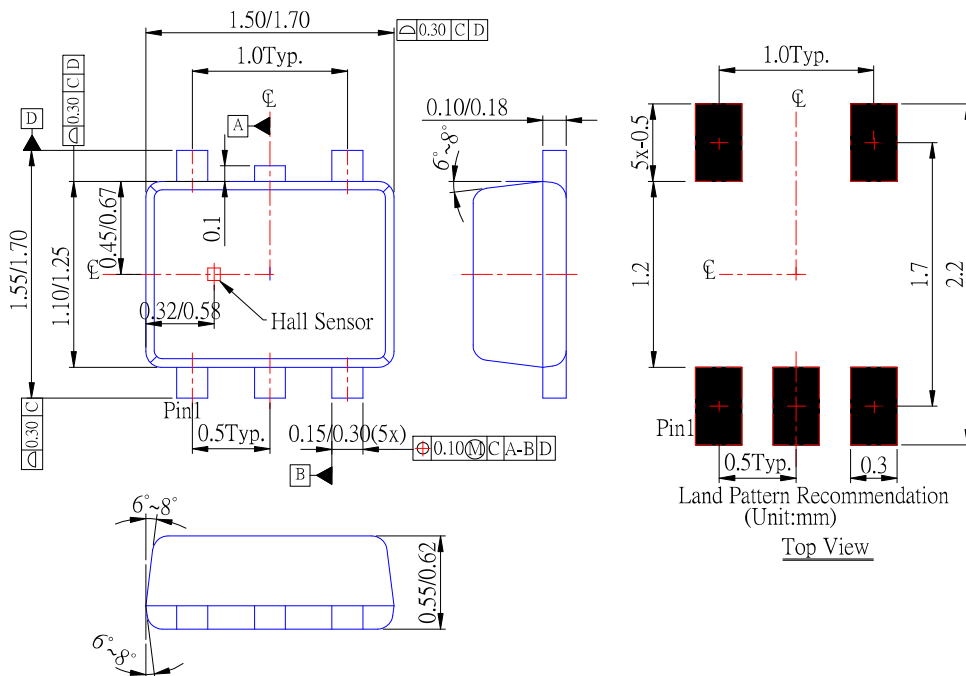 1.50/1.70
⌓ 0.30 C D
1.0Typ.
℄
⌓ 0.30 C D
D
A
0.1
0.45/0.67
1.55/1.70
1.10/1.25
℄
0.32/0.58
Hall Sensor
Pin1
⌓ 0.30 C
0.5Typ.
0.15/0.30(5x)
⌖ 0.10 Ⓜ C A-B D
B
0.10/0.18
6°~8°
1.0Typ.
℄
5x-0.5
1.2
℄
1.7
2.2
Pin1
0.5Typ.
0.3
Land Pattern Recommendation
(Unit:mm)
Top View
6°~8°
0.55/0.62
6°~8°